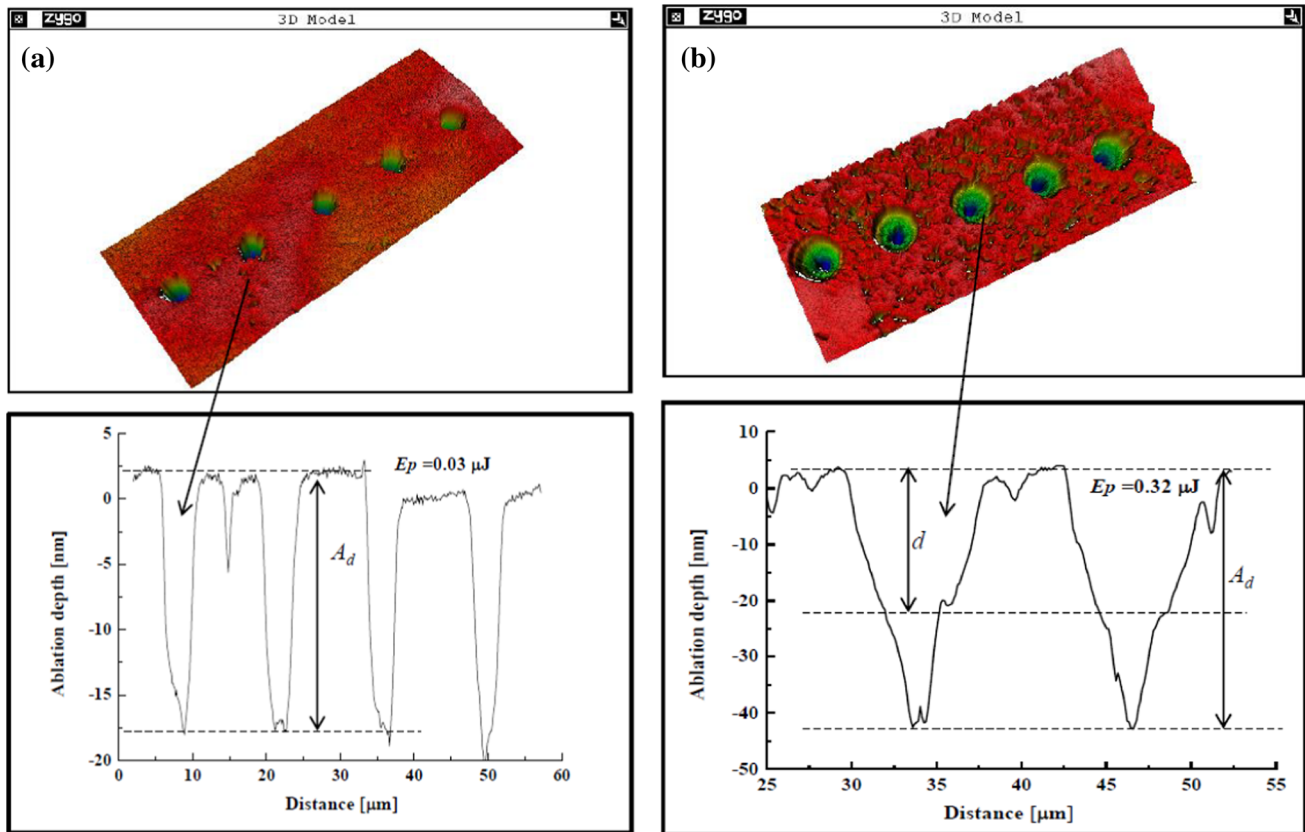 zygo 3D Model
(a)
zygo 3D Model
(b)
5
0
-5
-10
-15
-20
Ablation depth [nm]
Ep =0.03 µJ
A_d
0 10 20 30 40 50 60
Distance [µm]
10
0
-10
-20
-30
-40
-50
Ablation depth [nm]
Ep =0.32 µJ
d
A_d
25 30 35 40 45 50 55
Distance [µm]